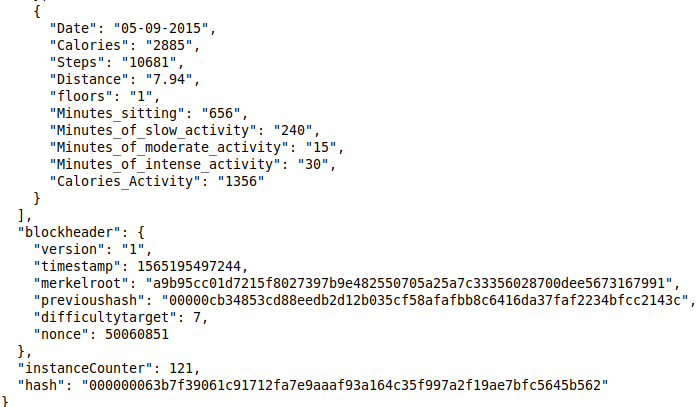 {
"Date": "05-09-2015",
"Calories": "2885",
"Steps": "10681",
"Distance": "7.94",
"floors": "1",
"Minutes_sitting": "656",
"Minutes_of_slow_activity": "240",
"Minutes_of_moderate_activity": "15",
"Minutes_of_intense_activity": "30",
"Calories_Activity": "1356"
}
],
"blockheader": {
"version": "1",
"timestamp": 1565195497244,
"merkelroot": "a9b95cc01d7215f8027397b9e482550705a25a7c33356028700dee5673167991",
"previoushash": "00000cb34853cd88eedb2d12b035cf58afafbb8c6416da37faf2234bfcc2143c",
"difficultytarget": 7,
"nonce": 50060851
},
"instanceCounter": 121,
"hash": "000000063b7f39061c91712fa7e9aaaf93a164c35f997a2f19ae7bfc5645b562"
}